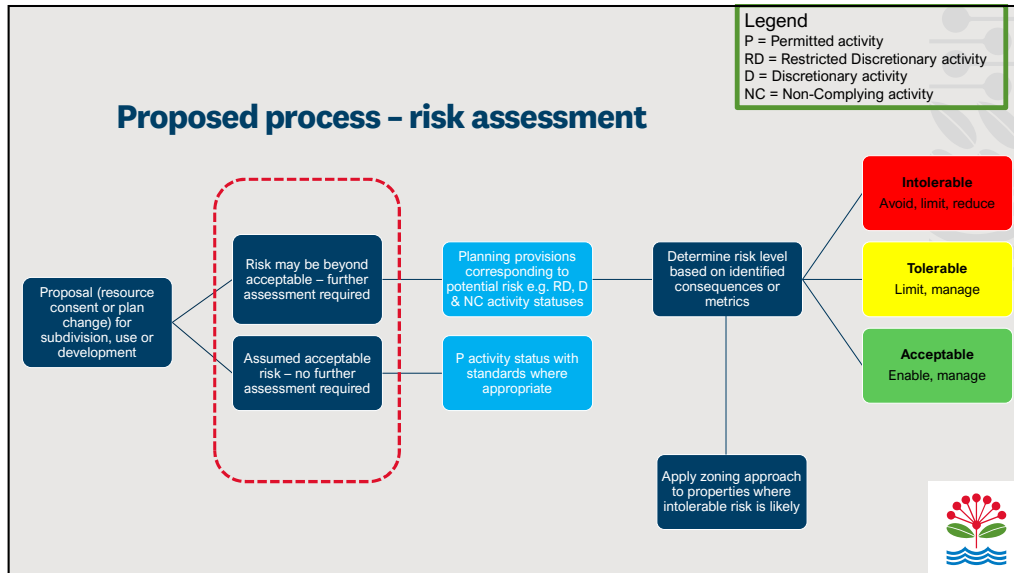 Legend
P = Permitted activity
RD = Restricted Discretionary activity
D = Discretionary activity
NC = Non-Complying activity
Proposed process – risk assessment
Proposal (resource
consent or plan
change) for
subdivision, use or
development
Risk may be beyond
acceptable – further
assessment required
Assumed acceptable
risk – no further
assessment required
Planning provisions
corresponding to
potential risk e.g. RD, D
& NC activity statuses
P activity status with
standards where
appropriate
Determine risk level
based on identified
consequences or
metrics
Apply zoning approach
to properties where
intolerable risk is likely
Intolerable
Avoid, limit, reduce
Tolerable
Limit, manage
Acceptable
Enable, manage